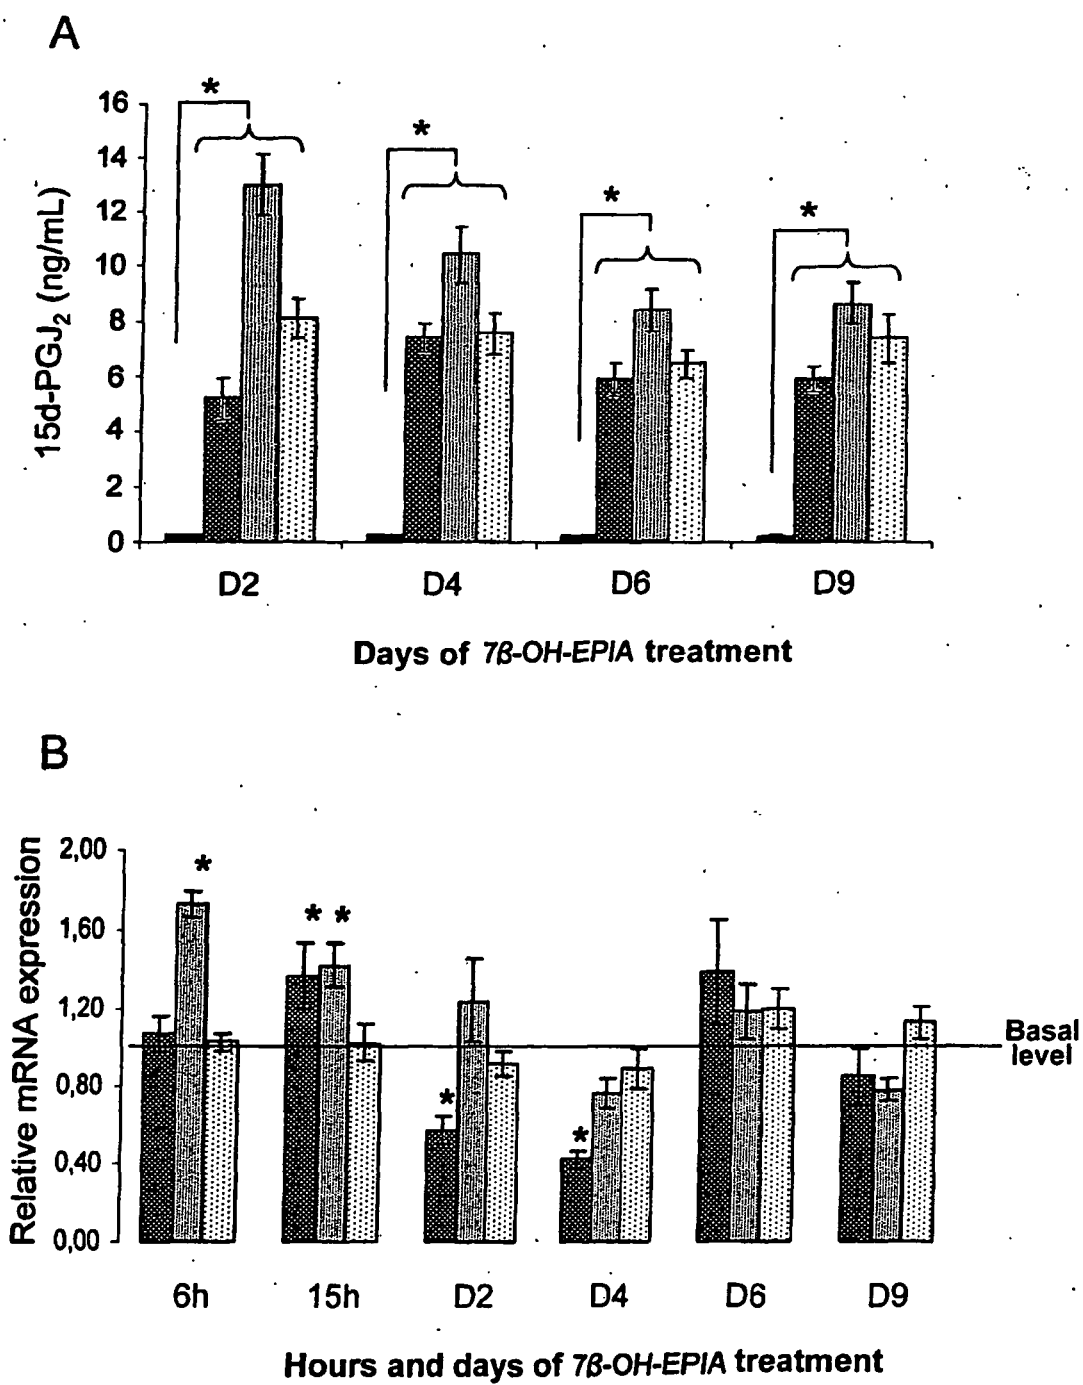 A
*
*
*
*
16
14
12
10
8
6
4
2
0
15d-PGJ2 (ng/mL)
D2 D4 D6 D9
Days of 7ß-OH-EPIA treatment
B
2,00
1,60
1,20
0,80
0,40
0,00
Relative mRNA expression
*
* *
*
*
Basal
level
6h 15h D2 D4 D6 D9
Hours and days of 7ß-OH-EPIA treatment